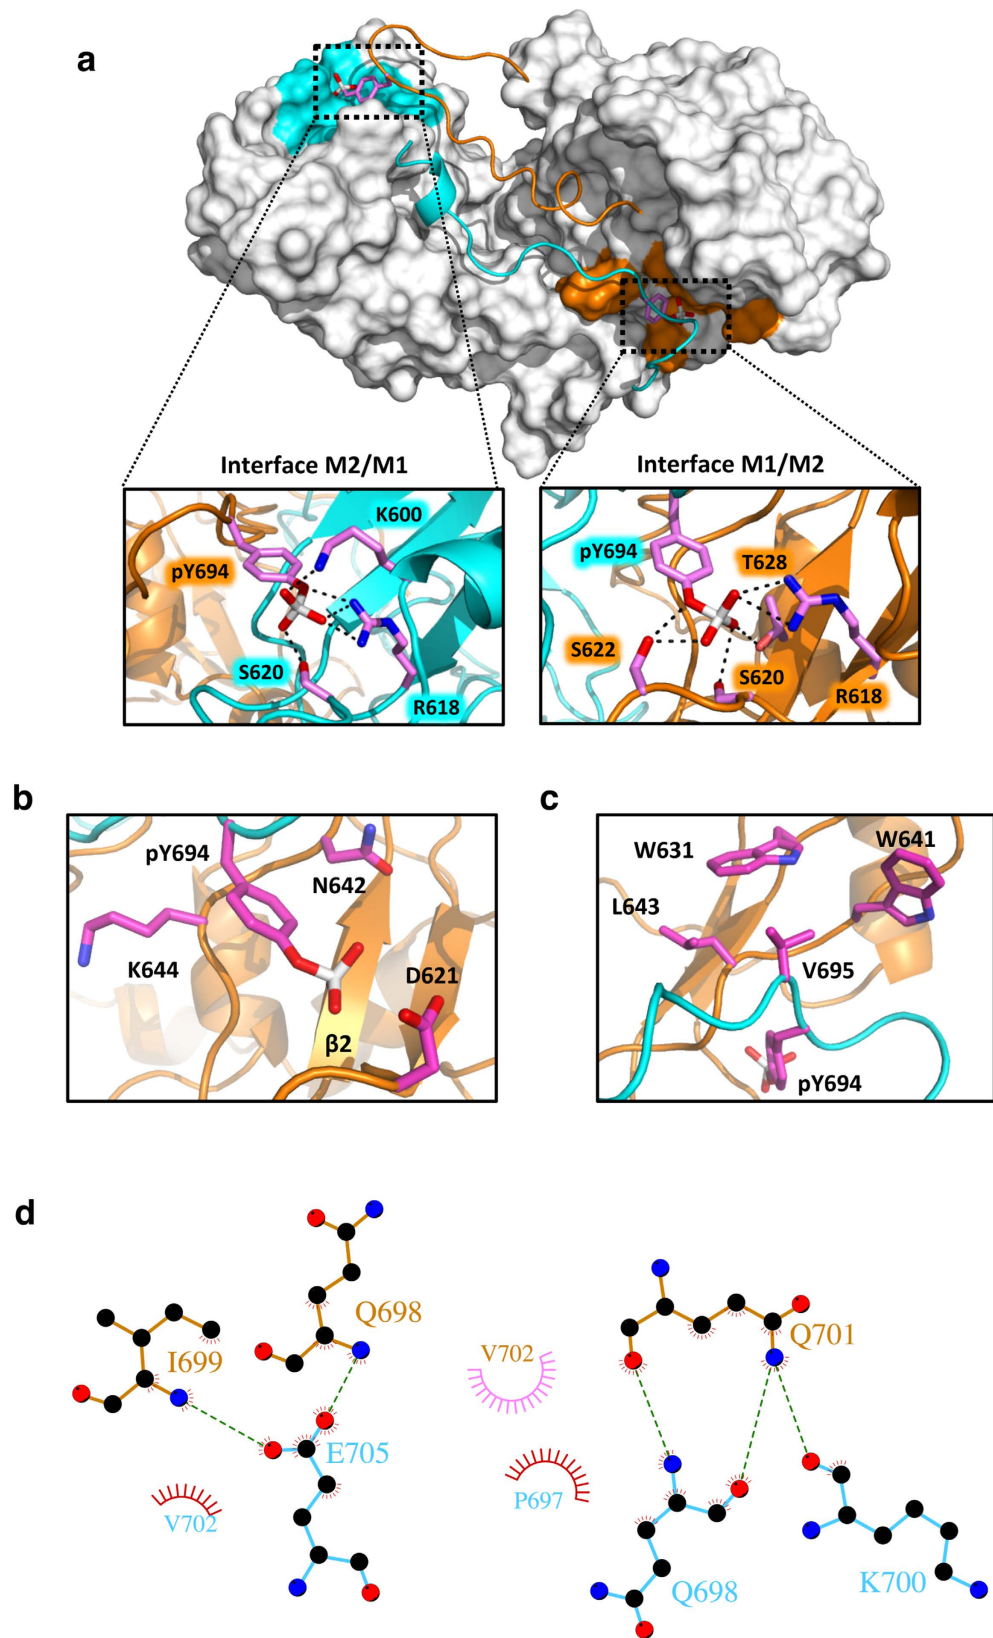 a
Interface M2/M1
Interface M1/M2
K600
pY694
S620
R618
pY694
T628
S622
S620
R618
b
c
pY694
N642
K644
D621
β2
W631
W641
L643
V695
pY694
d
Q698
I699
E705
V702
V702
P697
Q701
Q698
K700